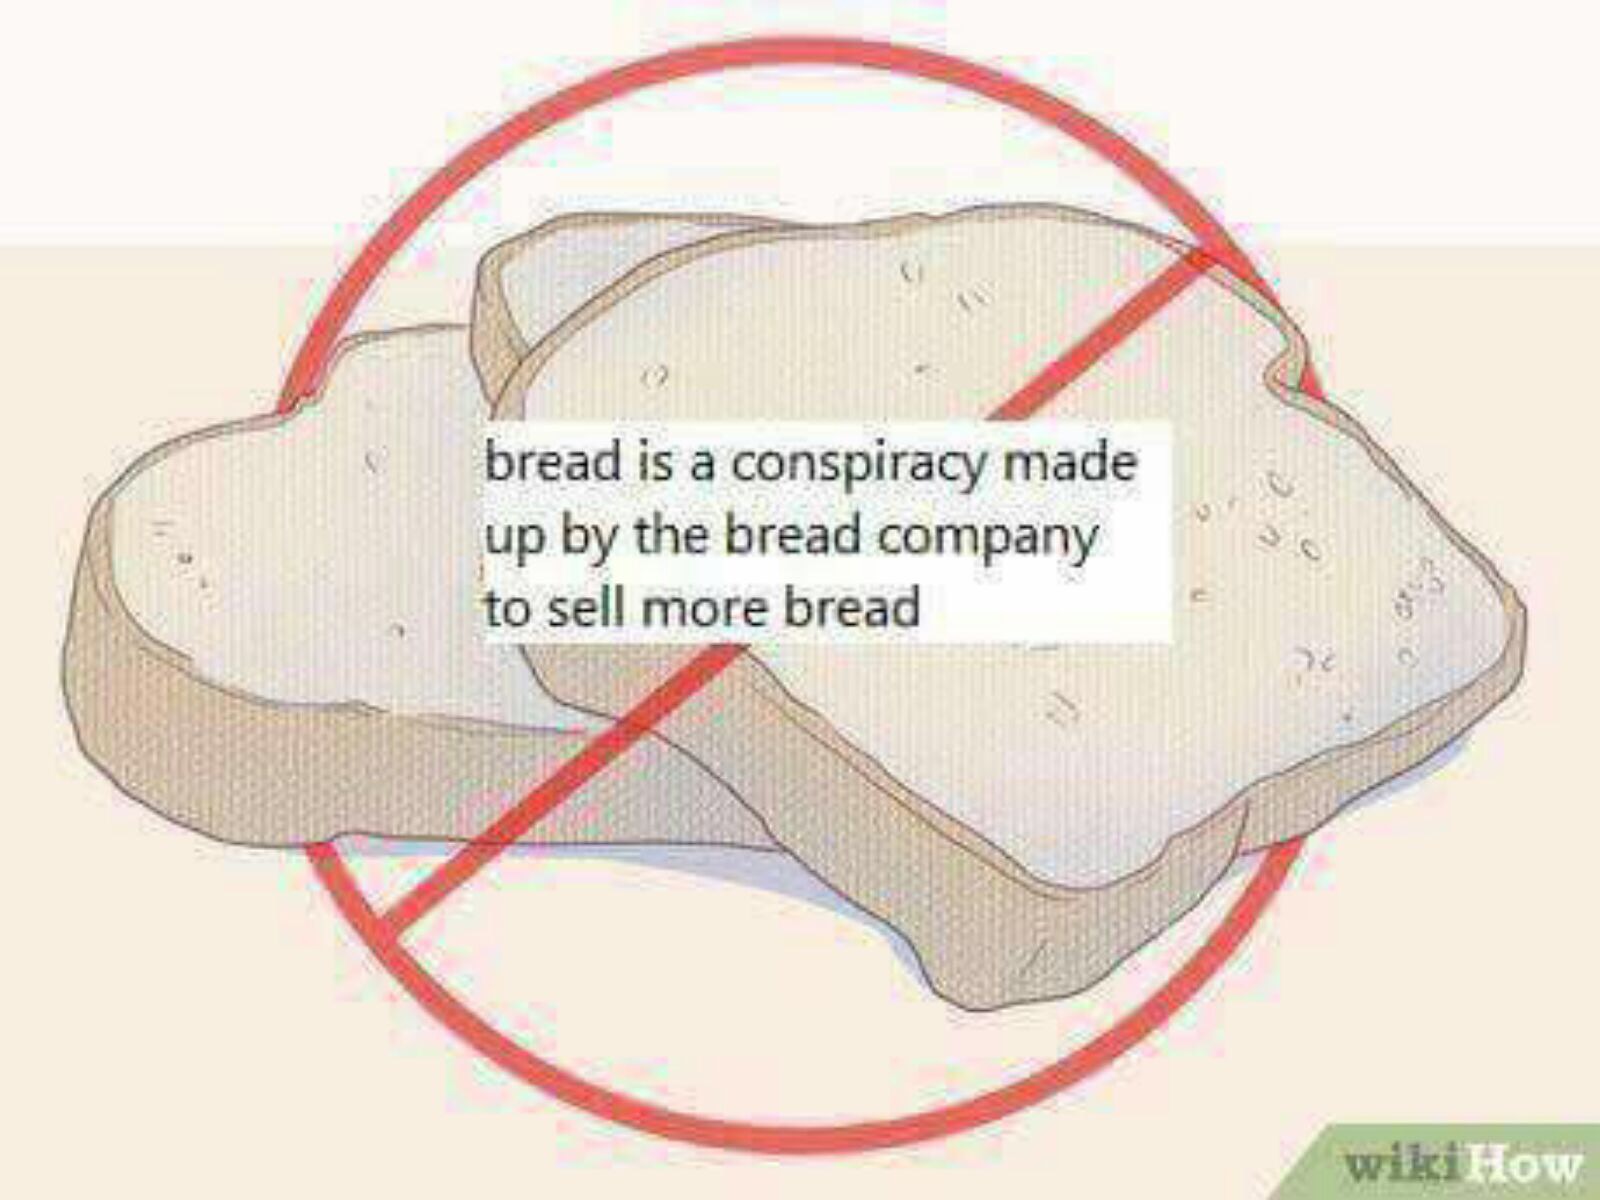 bread is a conspiracy made
up by the bread company
to sell more bread
wikiHow